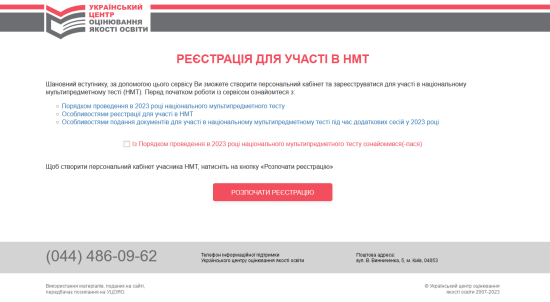 УКРАЇНСЬКИЙ
ЦЕНТР
ОЦІНЮВАННЯ
ЯКОСТІ ОСВІТИ
РЕЄСТРАЦІЯ ДЛЯ УЧАСТІ В НМТ
Шановний вступнику, за допомогою цього сервісу Ви зможете створити персональний кабінет та зареєструватися для участі в національному
мультипредметному тесті (НМТ). Перед початком роботи із сервісом ознайомтеся з:
Порядком проведення в 2023 році національного мультипредметного тесту
Особливостями реєстрації для участі в НМТ
Особливостями подання документів для участі в національному мультипредметному тесті під час додаткових сесій у 2023 році
Із Порядком проведення в 2023 році національного мультипредметного тесту ознайомився(-лася)
Щоб створити персональний кабінет учасника НМТ, натисніть на кнопку «Розпочати реєстрацію»
РОЗПОЧАТИ РЕЄСТРАЦІЮ
(044) 486-09-62
Телефон інформаційної підтримки
Українського центру оцінювання якості освіти
Поштова адреса:
вул. В. Винниченка, 5, м. Київ, 04053
Використання матеріалів, поданих на сайті,
передбачає посилання на УЦОЯО
© Український центр оцінювання
якості освіти 2007-2023